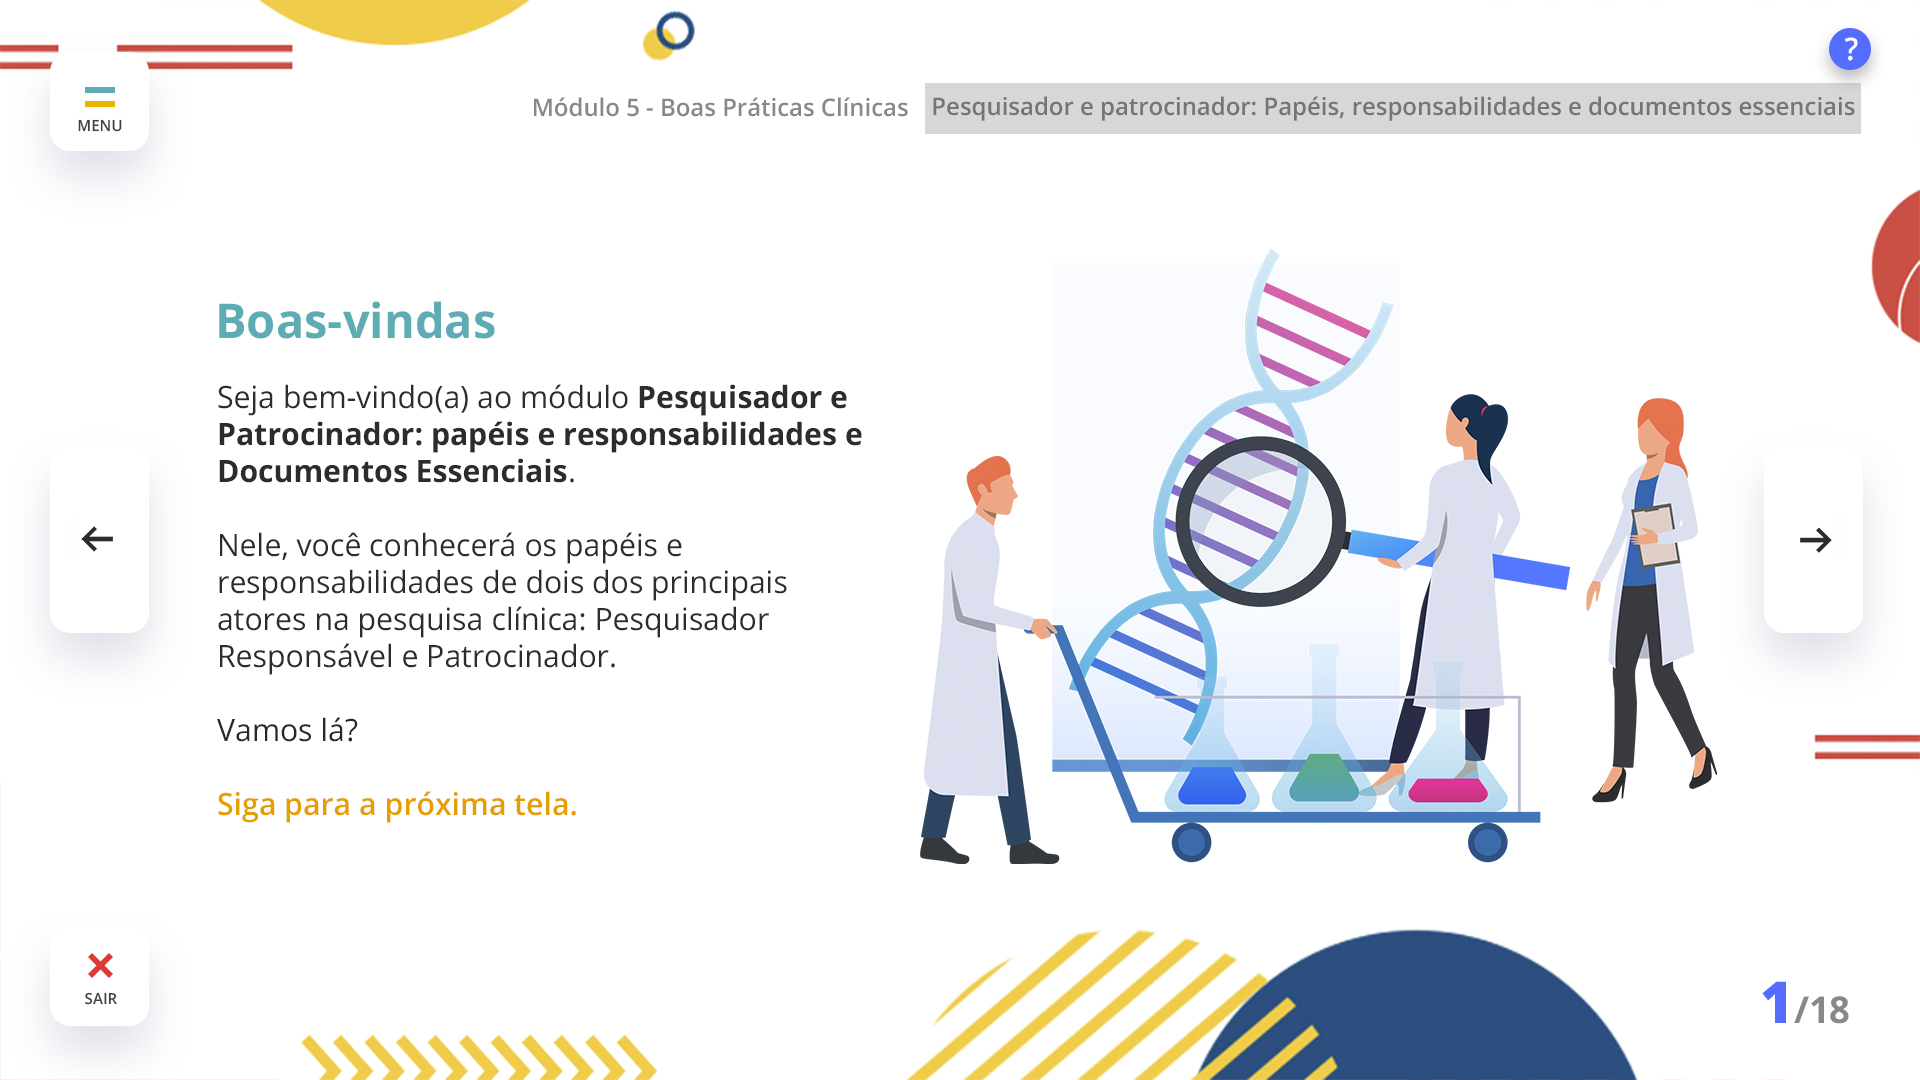 ?
MENU
Módulo 5 - Boas Práticas Clínicas
Pesquisador e patrocinador: Papéis, responsabilidades e documentos essenciais
Boas-vindas
Seja bem-vindo(a) ao módulo Pesquisador e
Patrocinador: papéis e responsabilidades e
Documentos Essenciais.
Nele, você conhecerá os papéis e
responsabilidades de dois dos principais
atores na pesquisa clínica: Pesquisador
Responsável e Patrocinador.
Vamos lá?
Siga para a próxima tela.
SAIR
1/18